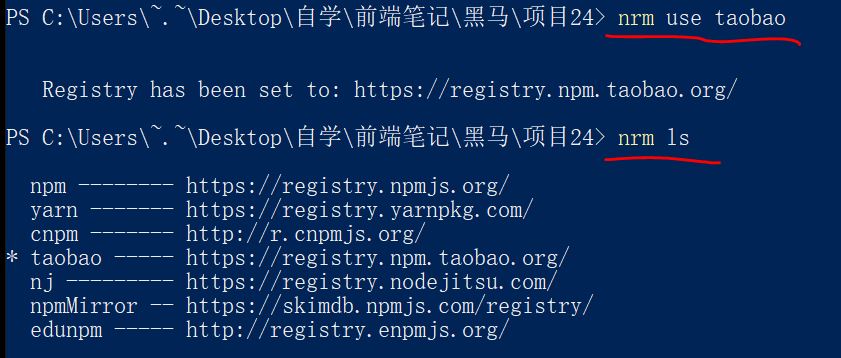 PS C:\Users\~.~\Desktop\自学\前端笔记\黑马\项目24> nrm use taobao
Registry has been set to: https://registry.npm.taobao.org/
PS C:\Users\~.~\Desktop\自学\前端笔记\黑马\项目24> nrm ls
npm -------- https://registry.npmjs.org/
yarn ------- https://registry.yarnpkg.com/
cnpm ------- http://r.cnpmjs.org/
* taobao ----- https://registry.npm.taobao.org/
nj --------- https://registry.nodejitsu.com/
npmMirror -- https://skimdb.npmjs.com/registry/
edunpm ----- http://registry.enpmjs.org/